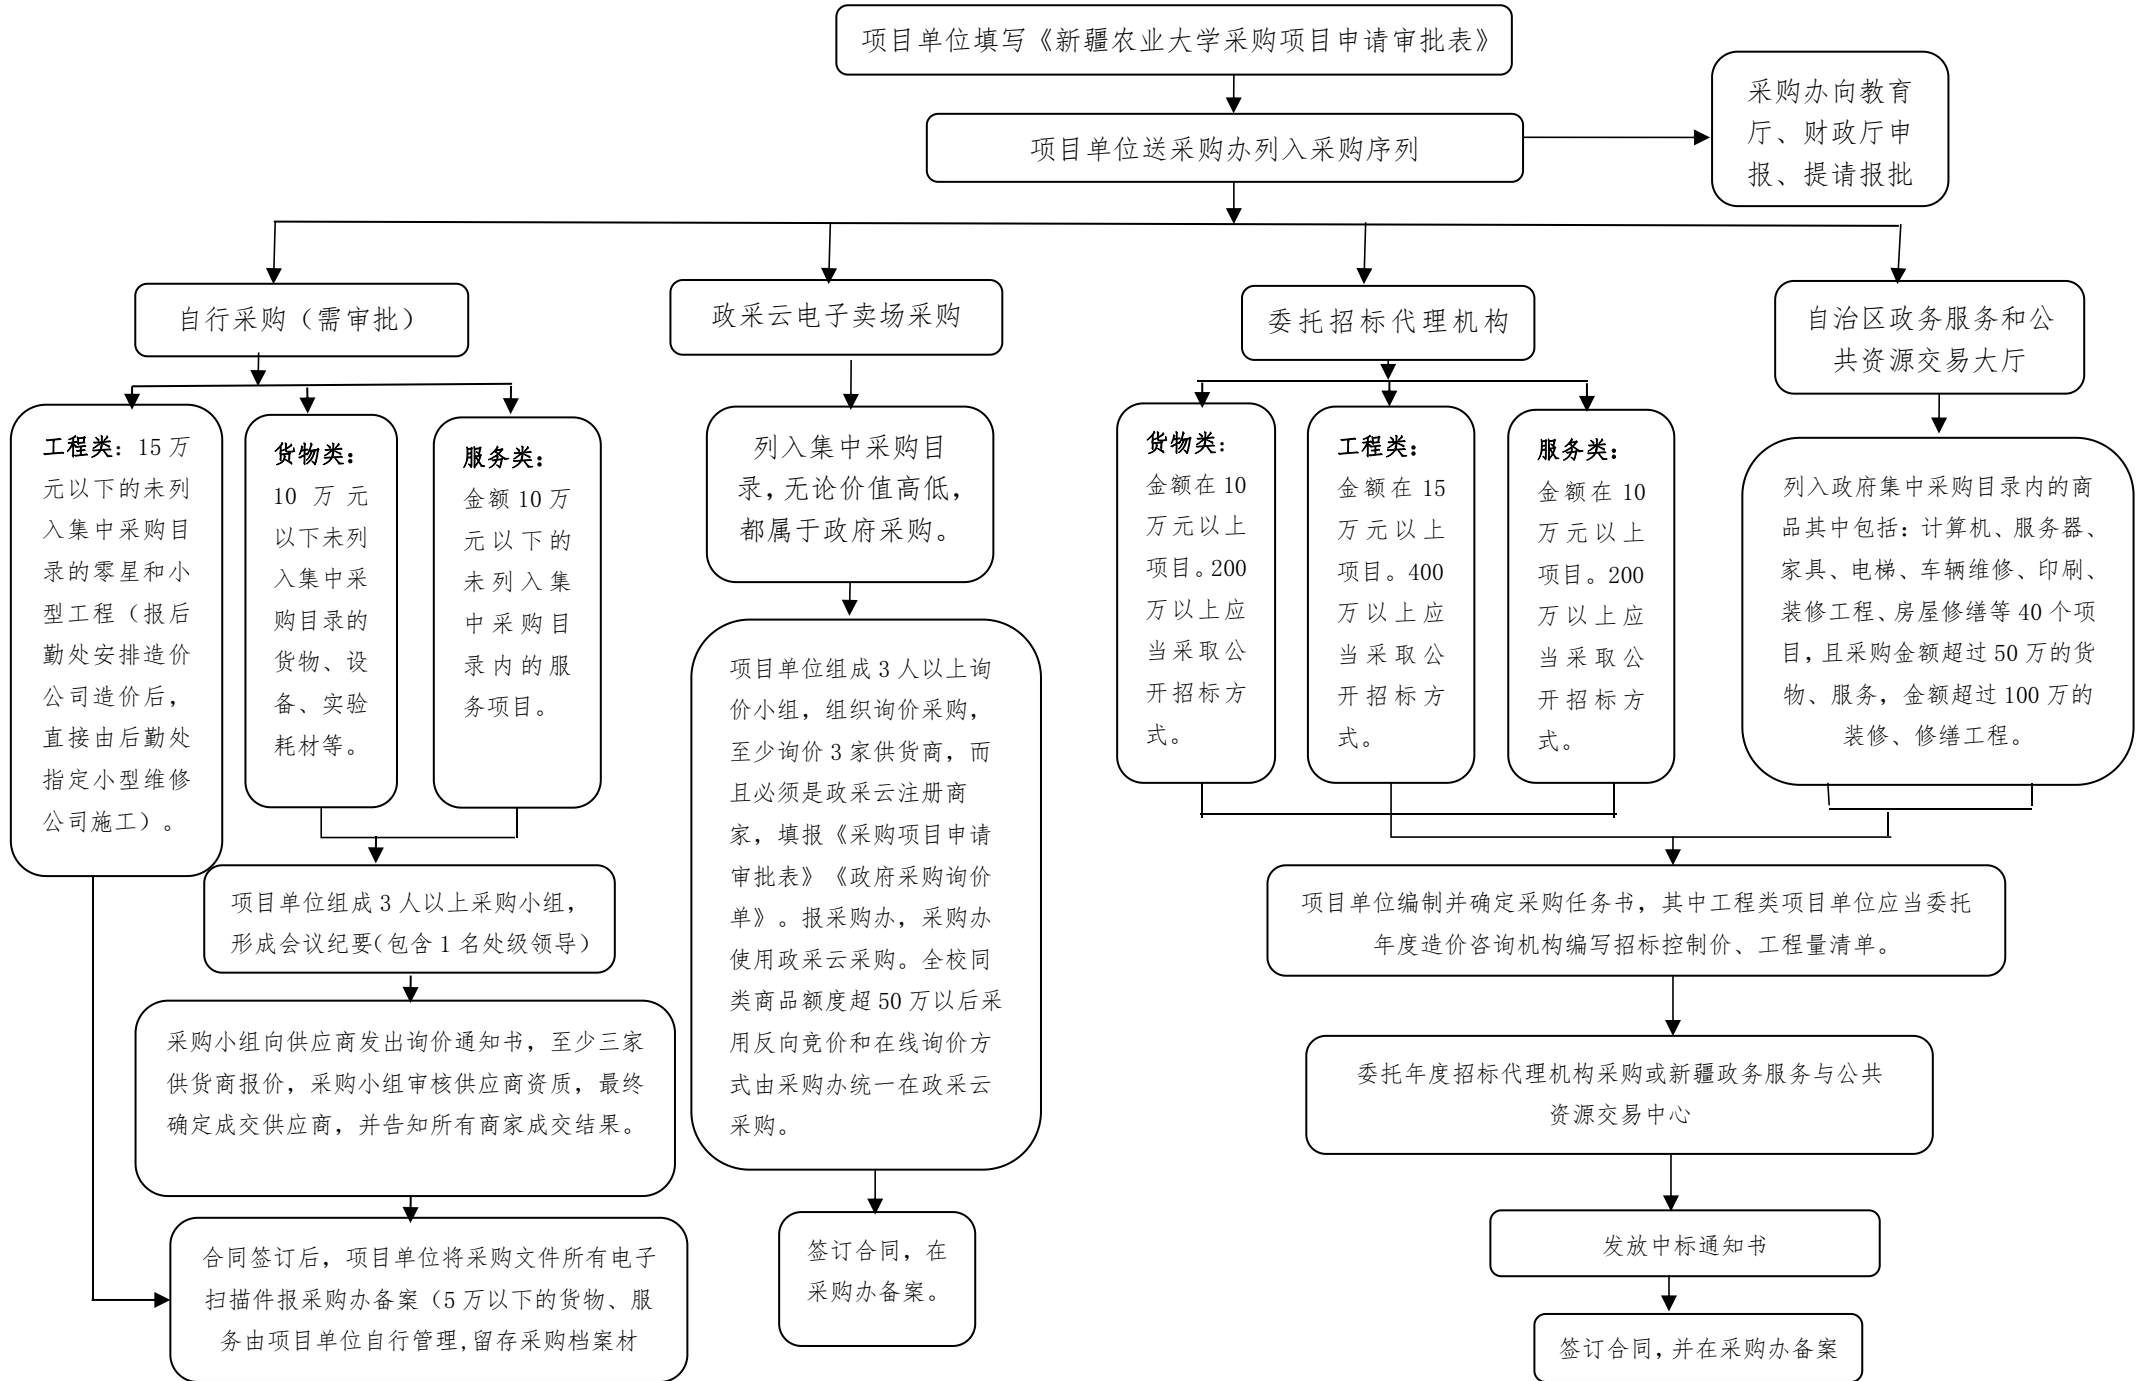 项目单位填写《新疆农业大学采购项目申请审批表》
采购办向教育
厅、财政厅申
报、提请报批
项目单位送采购办列入采购序列
自行采购（需审批）
政采云电子卖场采购
委托招标代理机构
自治区政务服务和公
共资源交易大厅
工程类：15 万
元以下的未列
入集中采购目
录的零星和小
型工程（报后
勤处安排造价
公司造价后，
直接由后勤处
指定小型维修
公司施工）。
货物类：
10 万元
以下未列
入集中采
购目录的
货物、设
备、实验
耗材等。
服务类：
金额 10 万
元以下的
未列入集
中采购目
录内的服
务项目。
列入集中采购目
录，无论价值高低，
都属于政府采购。
货物类：
金额在 10
万元以上
项目。200
万以上应
当采取公
开招标方
式。
工程类：
金额在 15
万元以上
项目。400
万以上应
当采取公
开招标方
式。
服务类：
金额在 10
万元以上
项目。200
万以上应
当采取公
开招标方
式。
列入政府集中采购目录内的商
品其中包括：计算机、服务器、
家具、电梯、车辆维修、印刷、
装修工程、房屋修缮等 40 个项
目，且采购金额超过 50 万的货
物、服务，金额超过 100 万的
装修、修缮工程。
项目单位组成 3 人以上采购小组，
形成会议纪要（包含 1 名处级领导）
采购小组向供应商发出询价通知书，至少三家
供货商报价，采购小组审核供应商资质，最终
确定成交供应商，并告知所有商家成交结果。
合同签订后，项目单位将采购文件所有电子
扫描件报采购办备案（5 万以下的货物、服
务由项目单位自行管理，留存采购档案材
项目单位组成 3 人以上询
价小组，组织询价采购，
至少询价 3 家供货商，而
且必须是政采云注册商
家，填报《采购项目申请
审批表》《政府采购询价
单》。报采购办，采购办
使用政采云采购。全校同
类商品额度超 50 万以后采
用反向竞价和在线询价方
式由采购办统一在政采云
采购。
签订合同，在
采购办备案。
项目单位编制并确定采购任务书，其中工程类项目单位应当委托
年度造价咨询机构编写招标控制价、工程量清单。
委托年度招标代理机构采购或新疆政务服务与公共
资源交易中心
发放中标通知书
签订合同，并在采购办备案